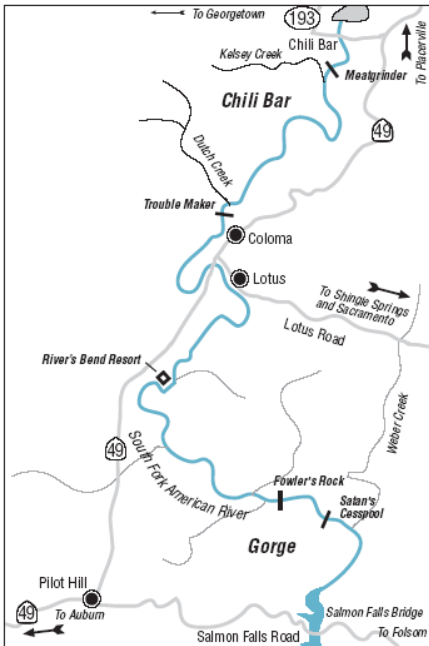 To Georgetown
193
Chili Bar
Kelsey Creek
Meatgrinder
To Placerville
Chili Bar
49
Dutch Creek
Trouble Maker
Coloma
Lotus
To Shingle Springs
and Sacramento
Lotus Road
River's Bend Resort
Weber Creek
49
South Fork American River
Fowler's Rock
Satan's
Cesspool
Gorge
Pilot Hill
49
To Auburn
Salmon Falls Bridge
Salmon Falls Road
To Folsom